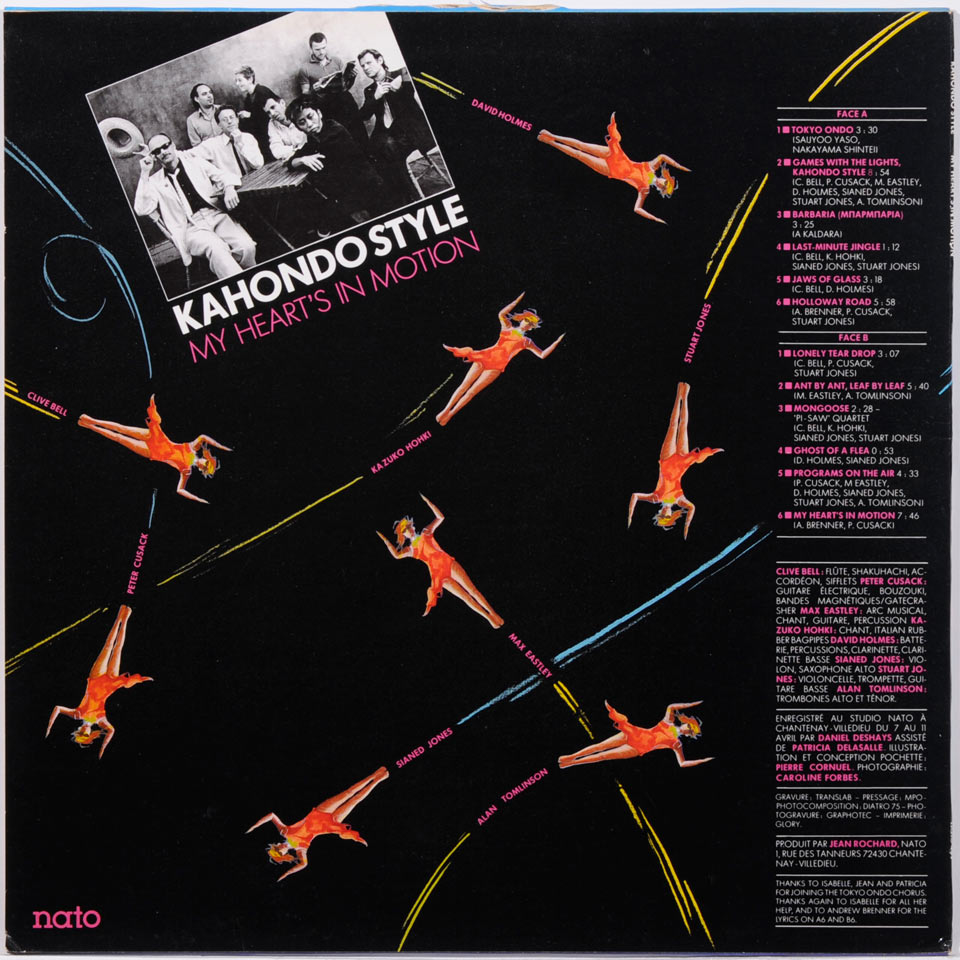 KAHONDO STYLE
MY HEART'S IN MOTION
DAVID HOLMES
STUART JONES
CLIVE BELL
KAZUKO HOHKI
PETER CUSACK
MAX EASTLEY
SIANED JONES
ALAN TOMLINSON
nato
FACE A
1 ■ TOKYO ONDO 3 : 30
(SAIJYOO YASO,
NAKAYAMA SHINTEI)
2 ■ GAMES WITH THE LIGHTS,
KAHONDO STYLE 8 : 54
(C. BELL, P. CUSACK, M. EASTLEY,
D. HOLMES, SIANED JONES,
STUART JONES, A. TOMLINSON)
3 ■ BARBARIA (ΜΠΑΡΜΠΑΡΙΑ)
3 : 25
(A KALDARA)
4 ■ LAST-MINUTE JINGLE 1 : 12
(C. BELL, K. HOHKI,
SIANED JONES, STUART JONES)
5 ■ JAWS OF GLASS 3 : 18
(C. BELL, D. HOLMES)
6 ■ HOLLOWAY ROAD 5 : 58
(A. BRENNER, P. CUSACK,
STUART JONES)
FACE B
1 ■ LONELY TEAR DROP 3 : 07
(C. BELL, P. CUSACK,
STUART JONES)
2 ■ ANT BY ANT, LEAF BY LEAF 5 : 40
(M. EASTLEY, A. TOMLINSON)
3 ■ MONGOOSE 2 : 28 –
"PI-SAW" QUARTET
(C. BELL, K. HOHKI,
SIANED JONES, STUART JONES)
4 ■ GHOST OF A FLEA 0 : 53
(D. HOLMES, SIANED JONES)
5 ■ PROGRAMS ON THE AIR 4 : 33
(P. CUSACK, M EASTLEY,
D. HOLMES, SIANED JONES,
STUART JONES, A. TOMLINSON)
6 ■ MY HEART'S IN MOTION 7 : 46
(A. BRENNER, P. CUSACK)
CLIVE BELL : FLÛTE, SHAKUHACHI, AC-
CORDÉON, SIFFLETS PETER CUSACK :
GUITARE ÉLECTRIQUE, BOUZOUKI,
BANDES MAGNÉTIQUES/GATECRA-
SHER MAX EASTLEY : ARC MUSICAL,
CHANT, GUITARE, PERCUSSION KA-
ZUKO HOHKI : CHANT, ITALIAN RUB-
BER BAGPIPES DAVID HOLMES : BATTE-
RIE, PERCUSSIONS, CLARINETTE, CLARI-
NETTE BASSE SIANED JONES : VIO-
LON, SAXOPHONE ALTO STUART JO-
NES : VIOLONCELLE, TROMPETTE, GUI-
TARE BASSE ALAN TOMLINSON :
TROMBONES ALTO ET TÉNOR.
ENREGISTRÉ AU STUDIO NATO À
CHANTENAY-VILLEDIEU DU 7 AU 11
AVRIL PAR DANIEL DESHAYS ASSISTÉ
DE PATRICIA DELASALLE. ILLUSTRA-
TION ET CONCEPTION POCHETTE :
PIERRE CORNUEL. PHOTOGRAPHIE :
CAROLINE FORBES.
GRAVURE : TRANSLAB – PRESSAGE : MPO -
PHOTOCOMPOSITION : DIATRO 75 – PHO-
TOGRAVURE : GRAPHOTEC – IMPRIMERIE :
GLORY.
PRODUIT PAR JEAN ROCHARD, NATO
1, RUE DES TANNEURS 72430 CHANTE-
NAY-VILLEDIEU.
THANKS TO ISABELLE, JEAN AND PATRICIA
FOR JOINING THE TOKYO ONDO CHORUS.
THANKS AGAIN TO ISABELLE FOR ALL HER
HELP, AND TO ANDREW BRENNER FOR THE
LYRICS ON A6 AND B6.